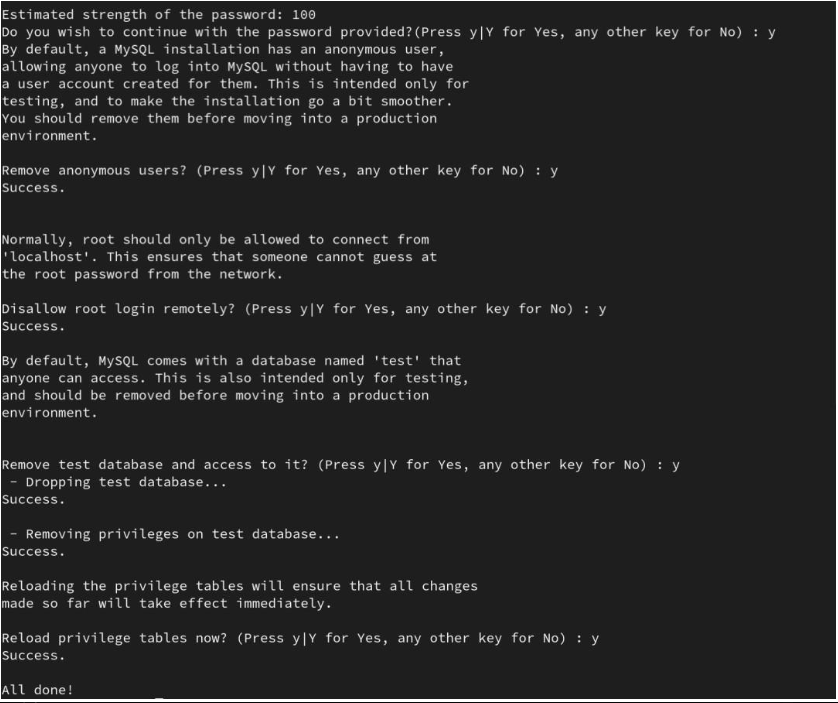 Estimated strength of the password: 100
Do you wish to continue with the password provided?(Press y|Y for Yes, any other key for No) : y
By default, a MySQL installation has an anonymous user,
allowing anyone to log into MySQL without having to have
a user account created for them. This is intended only for
testing, and to make the installation go a bit smoother.
You should remove them before moving into a production
environment.
Remove anonymous users? (Press y|Y for Yes, any other key for No) : y
Success.
Normally, root should only be allowed to connect from
'localhost'. This ensures that someone cannot guess at
the root password from the network.
Disallow root login remotely? (Press y|Y for Yes, any other key for No) : y
Success.
By default, MySQL comes with a database named 'test' that
anyone can access. This is also intended only for testing,
and should be removed before moving into a production
environment.
Remove test database and access to it? (Press y|Y for Yes, any other key for No) : y
- Dropping test database...
Success.
- Removing privileges on test database...
Success.
Reloading the privilege tables will ensure that all changes
made so far will take effect immediately.
Reload privilege tables now? (Press y|Y for Yes, any other key for No) : y
Success.
All done!